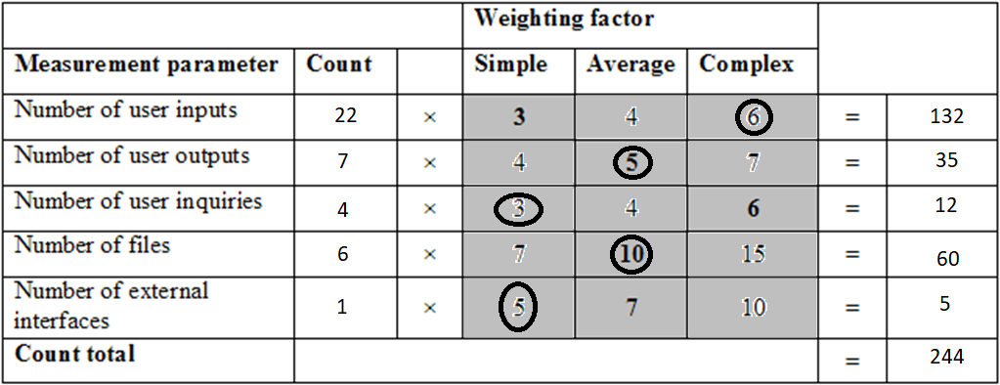 Weighting factor
Measurement parameter Count Simple Average Complex
Number of user inputs 22 × 3 4 6 = 132
Number of user outputs 7 × 4 5 7 = 35
Number of user inquiries 4 × 3 4 6 = 12
Number of files 6 × 7 10 15 = 60
Number of external
interfaces 1 × 5 7 10 = 5
Count total = 244